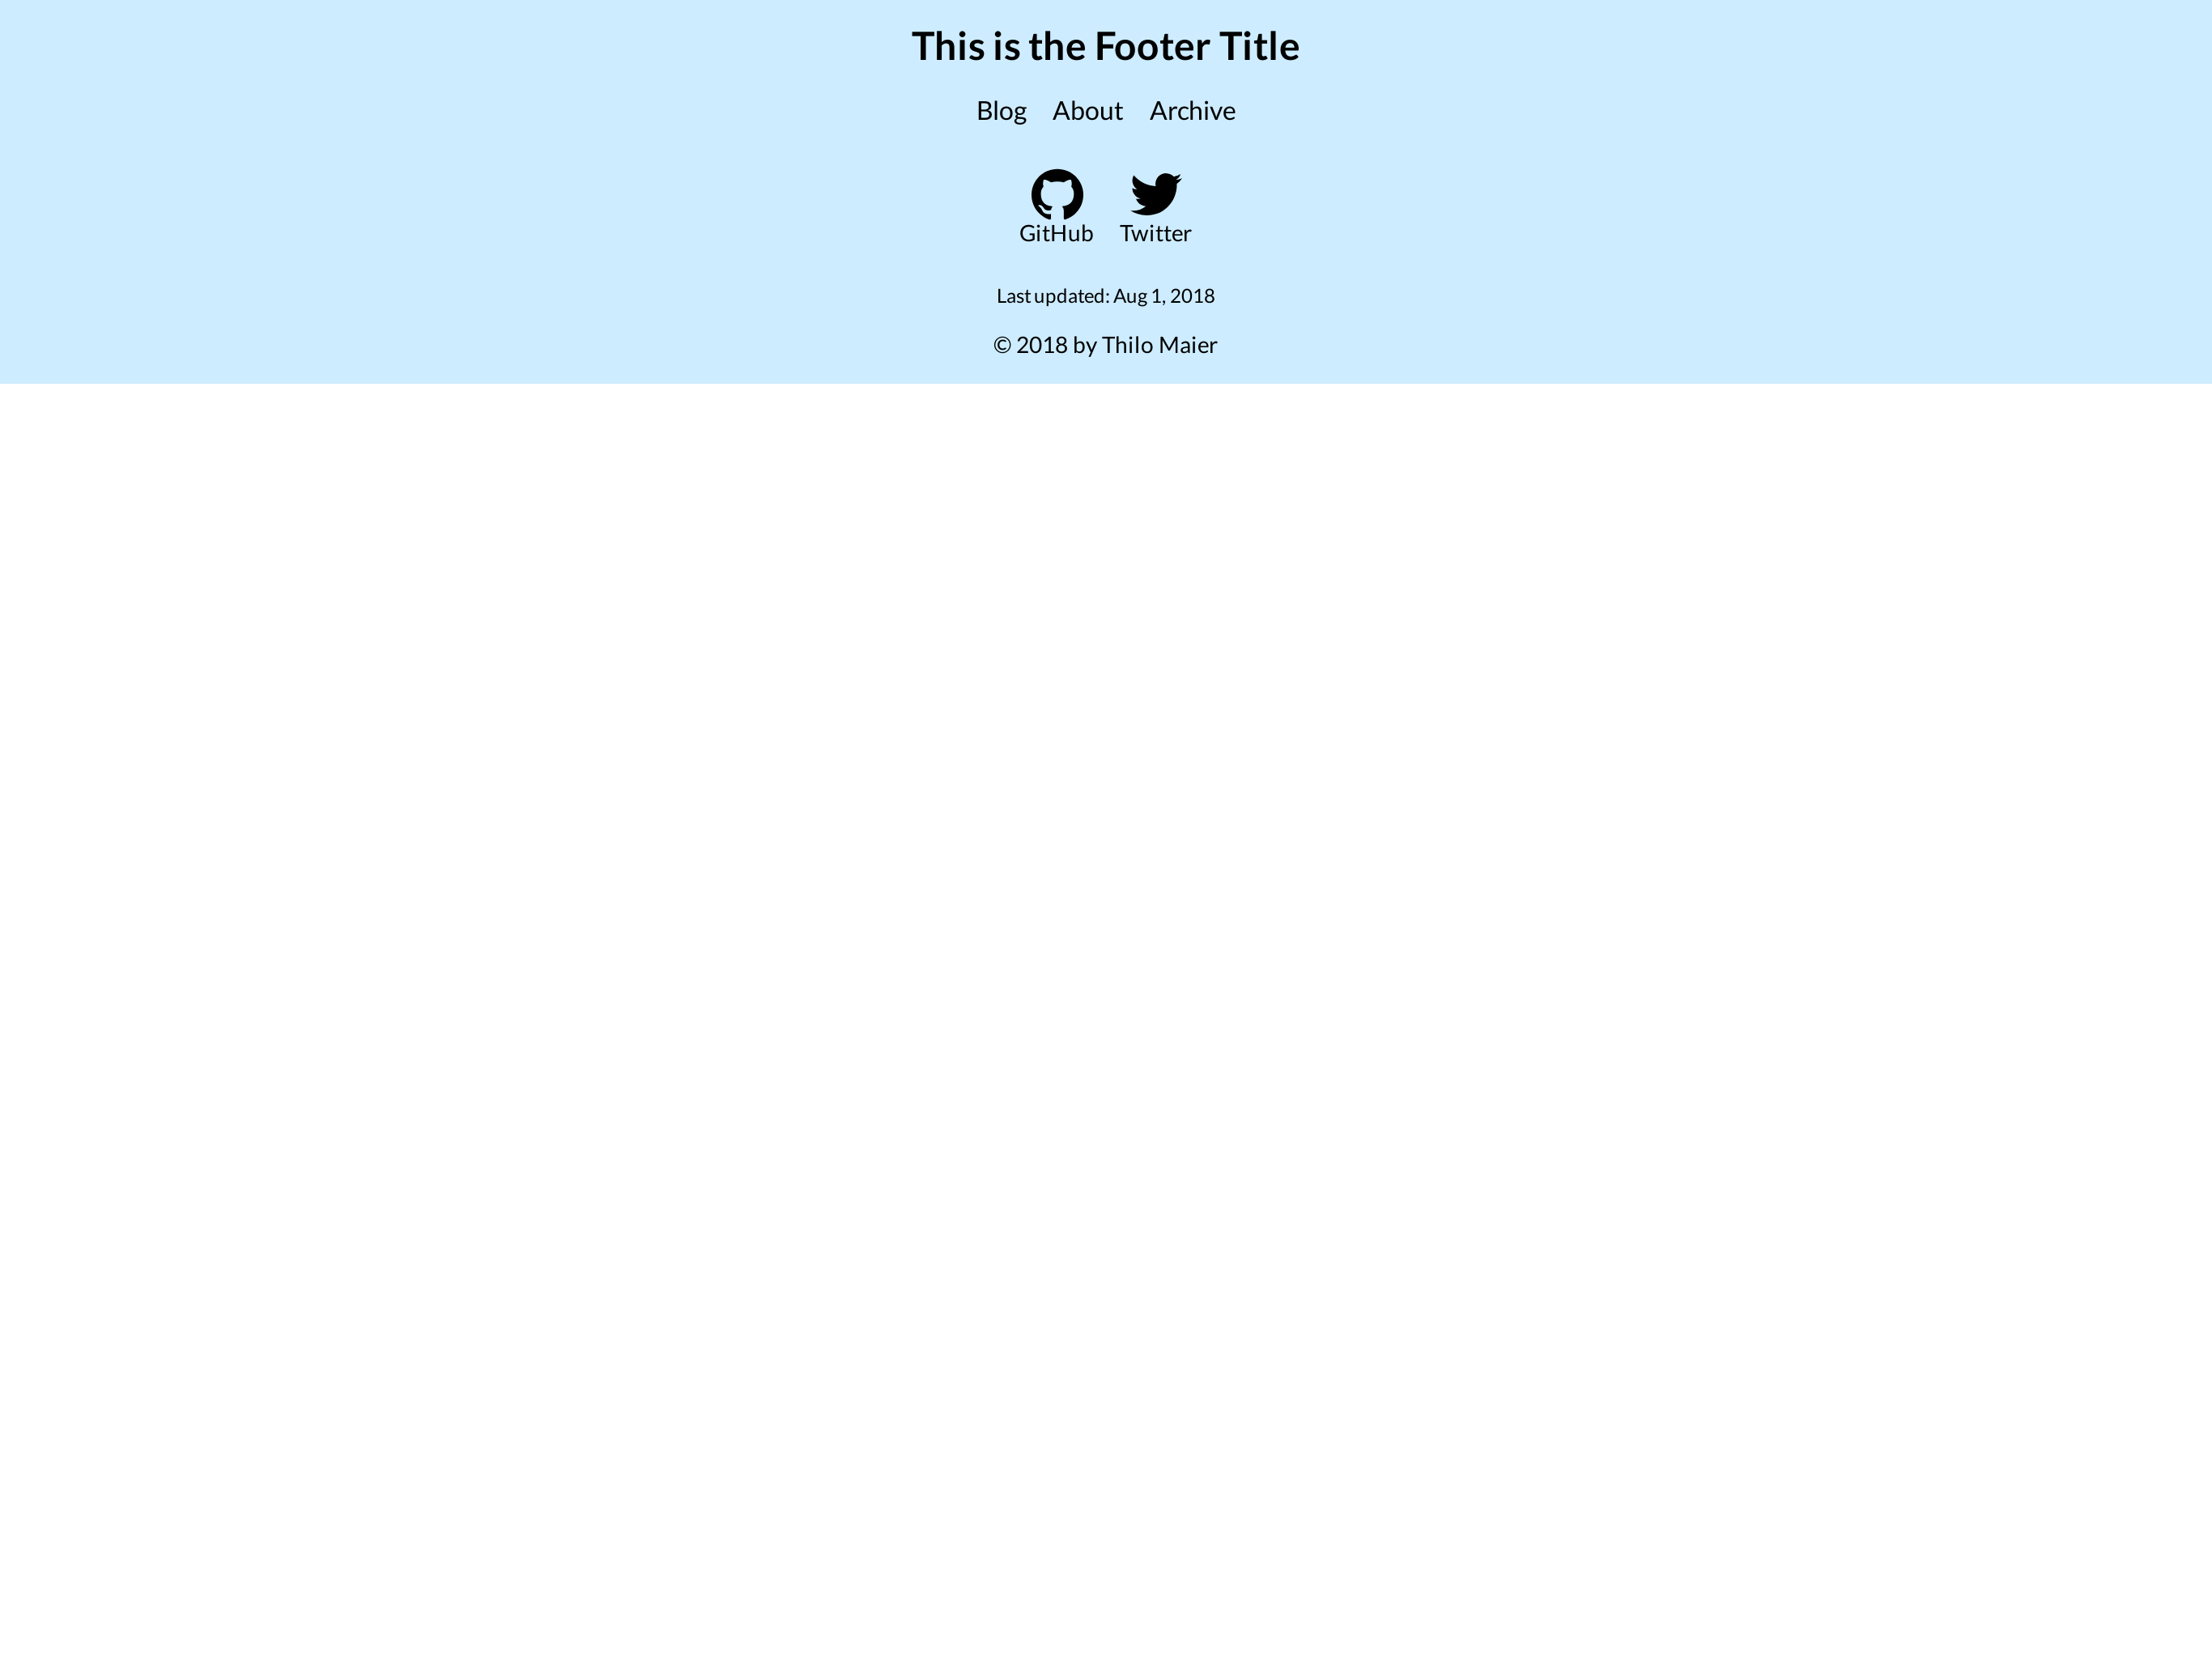 This is the Footer Title
Blog About Archive
GitHub Twitter
Last updated: Aug 1, 2018
© 2018 by Thilo Maier